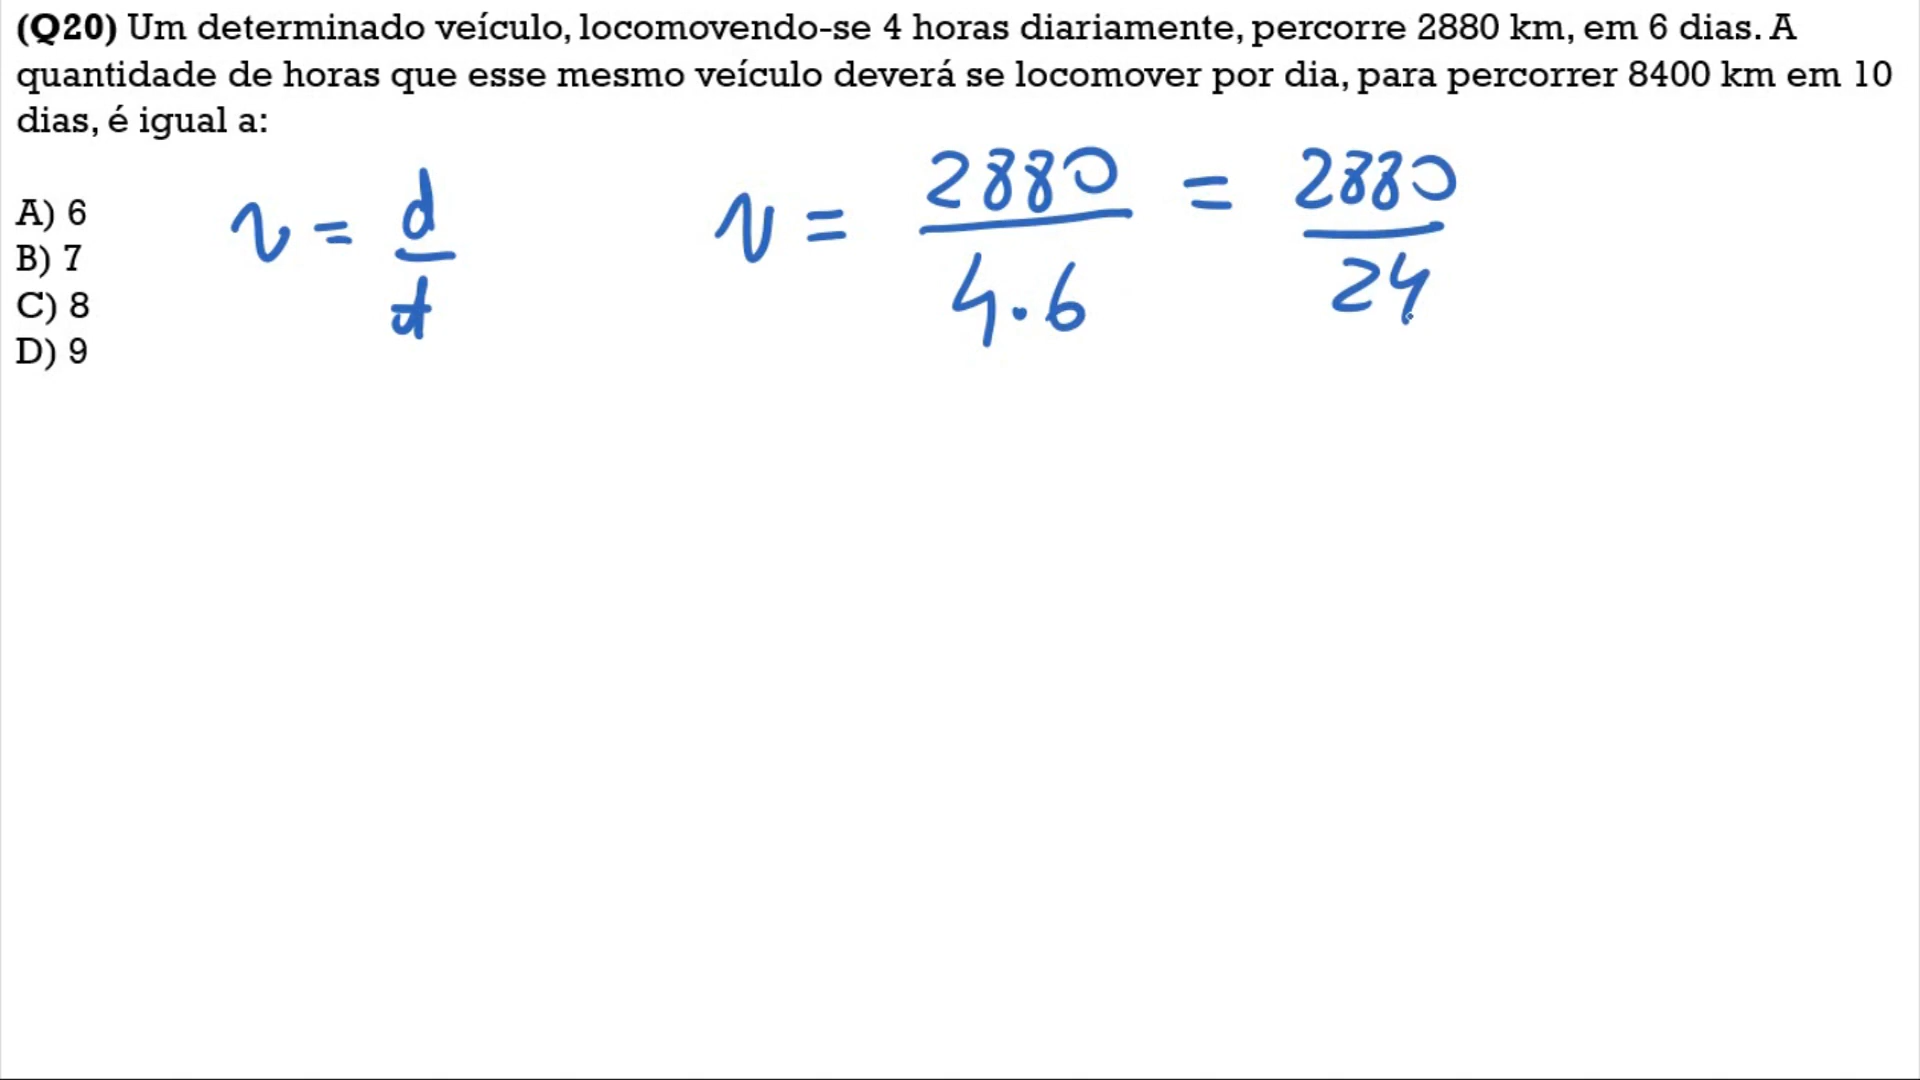 (Q20) Um determinado veículo, locomovendo-se 4 horas diariamente, percorre 2880 km, em 6 dias. A
quantidade de horas que esse mesmo veículo deverá se locomover por dia, para percorrer 8400 km em 10
dias, é igual a:
A) 6
B) 7
C) 8
D) 9
v = d/t
v = 2880/4.6 = 2880/24